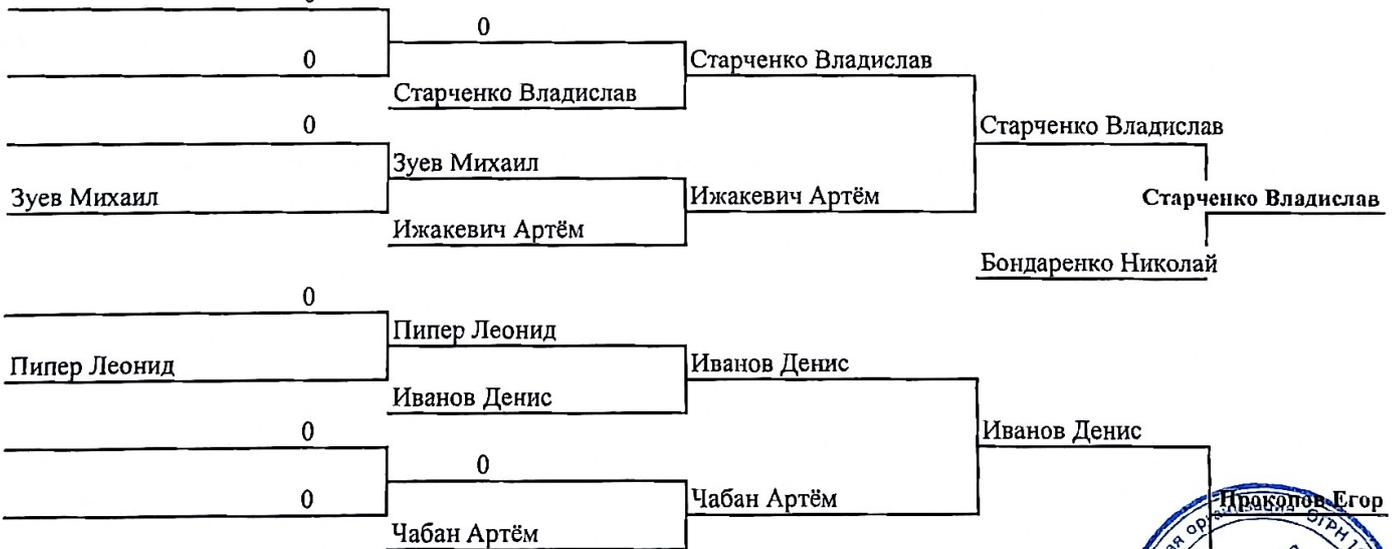 0
0
Старченко Владислав
Старченко Владислав
0
Старченко Владислав
Зуев Михаил
Зуев Михаил
Ижакевич Артём
Старченко Владислав
Ижакевич Артём
Бондаренко Николай
0
Пипер Леонид
Пипер Леонид
Иванов Денис
Иванов Денис
0
Иванов Денис
0
0
Чабан Артём
Прокопов Егор
Чабан Артём
ОГРН 1